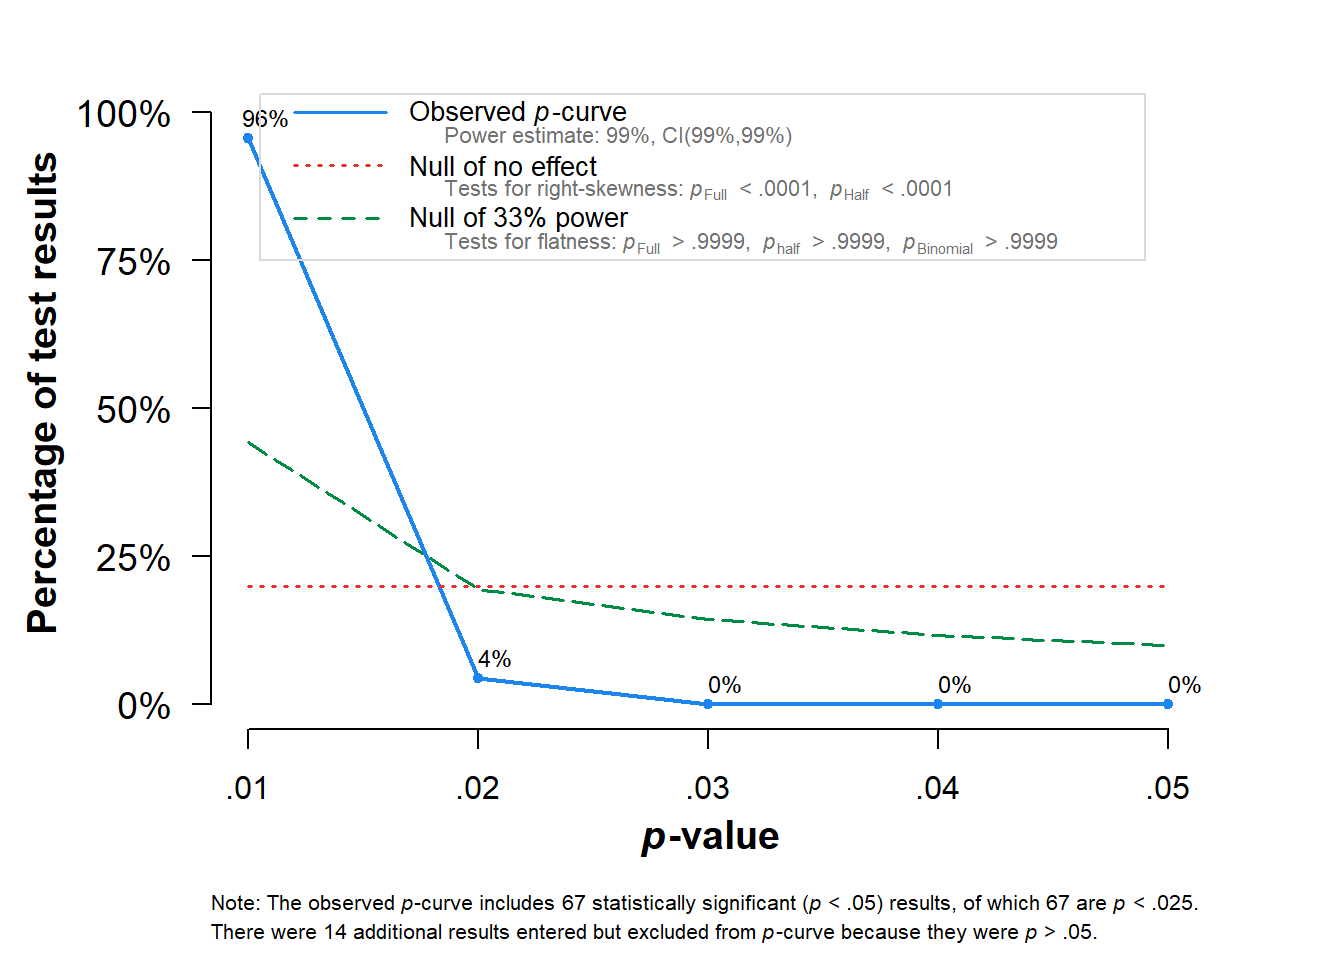 Observed p-curve
Power estimate: 99%, CI(99%,99%)
Null of no effect
Tests for right-skewness: pFull < .0001, pHalf < .0001
Null of 33% power
Tests for flatness: pFull > .9999, phalf > .9999, pBinomial > .9999
Percentage of test results
100%
75%
50%
25%
0%
96%
4%
0%
0%
0%
.01
.02
.03
.04
.05
p-value
Note: The observed p-curve includes 67 statistically significant (p < .05) results, of which 67 are p < .025.
There were 14 additional results entered but excluded from p-curve because they were p > .05.